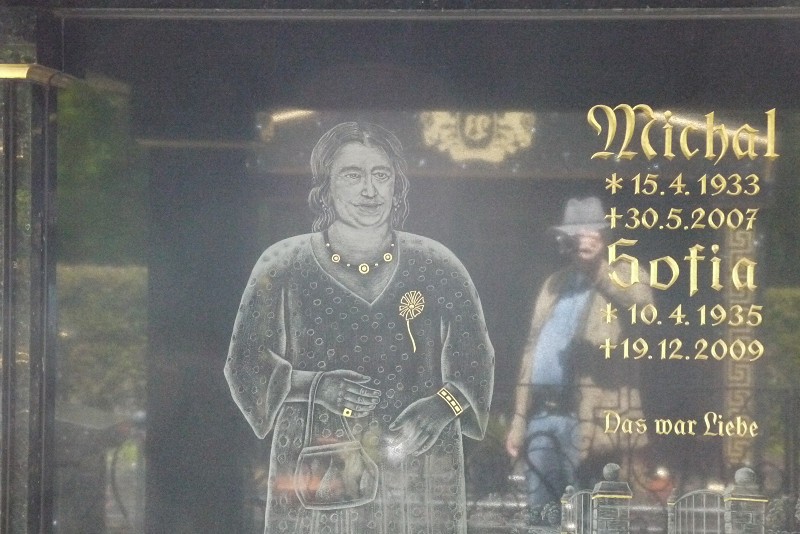 Michal
* 15.4.1933
†30.5.2007
Sofia
* 10.4.1935
†19.12.2009
Das war Liebe